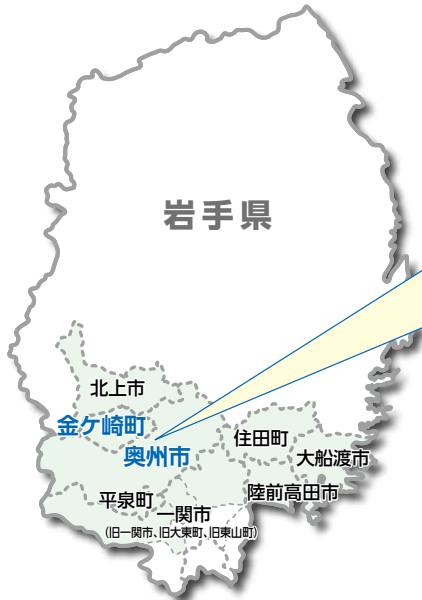 岩手県
北上市
金ケ崎町
奥州市
住田町
大船渡市
陸前高田市
平泉町
一関市
(旧一関市、旧大東町、旧東山町)